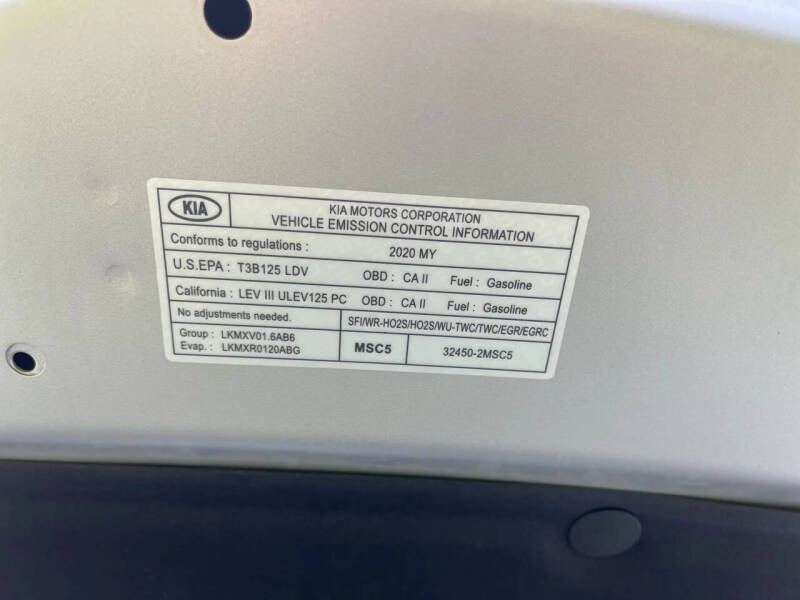 KIA
KIA MOTORS CORPORATION
VEHICLE EMISSION CONTROL INFORMATION
Conforms to regulations : 2020 MY
U.S.EPA : T3B125 LDV OBD : CA II Fuel : Gasoline
California : LEV III ULEV125 PC OBD : CA II Fuel : Gasoline
No adjustments needed. SFI/WR-HO2S/HO2S/WU-TWC/TWC/EGR/EGRC
Group : LKMXV01.6AB6
Evap. : LKMXR0120ABG
MSC5 32450-2MSC5